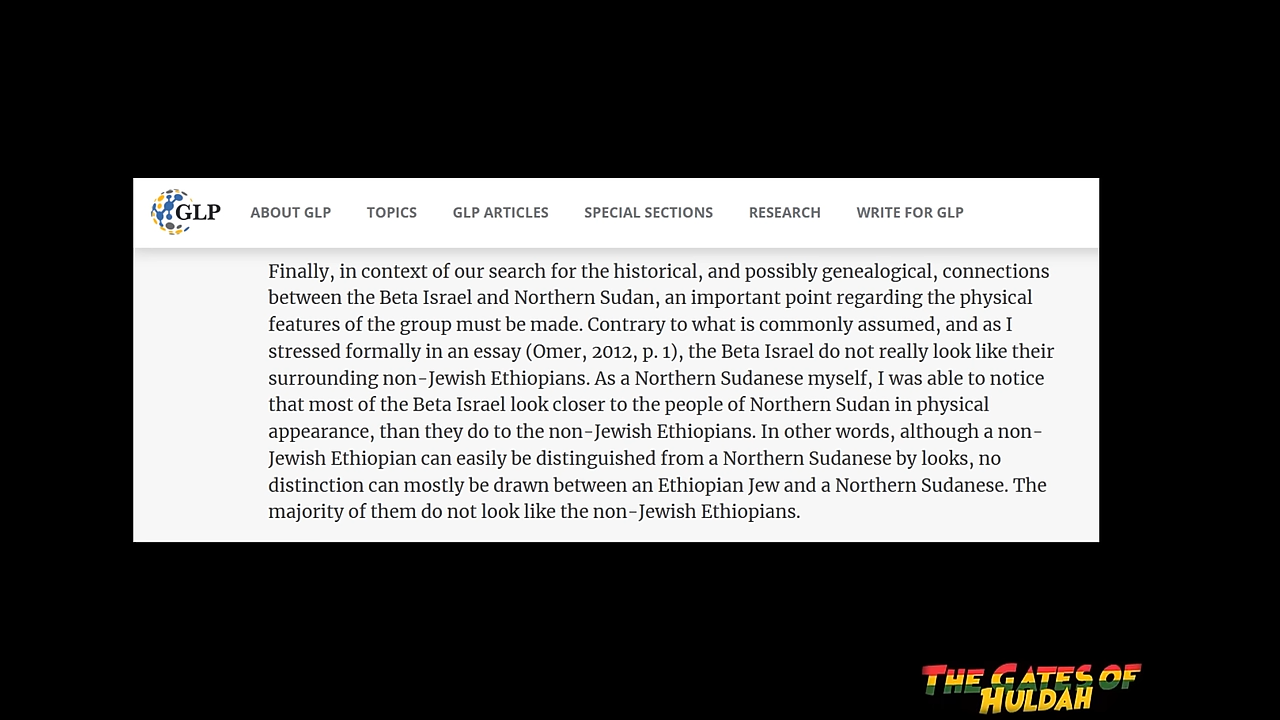 GLP ABOUT GLP TOPICS GLP ARTICLES SPECIAL SECTIONS RESEARCH WRITE FOR GLP
Finally, in context of our search for the historical, and possibly genealogical, connections
between the Beta Israel and Northern Sudan, an important point regarding the physical
features of the group must be made. Contrary to what is commonly assumed, and as I
stressed formally in an essay (Omer, 2012, p. 1), the Beta Israel do not really look like their
surrounding non-Jewish Ethiopians. As a Northern Sudanese myself, I was able to notice
that most of the Beta Israel look closer to the people of Northern Sudan in physical
appearance, than they do to the non-Jewish Ethiopians. In other words, although a non-
Jewish Ethiopian can easily be distinguished from a Northern Sudanese by looks, no
distinction can mostly be drawn between an Ethiopian Jew and a Northern Sudanese. The
majority of them do not look like the non-Jewish Ethiopians.
THE GATES OF
HULDAH